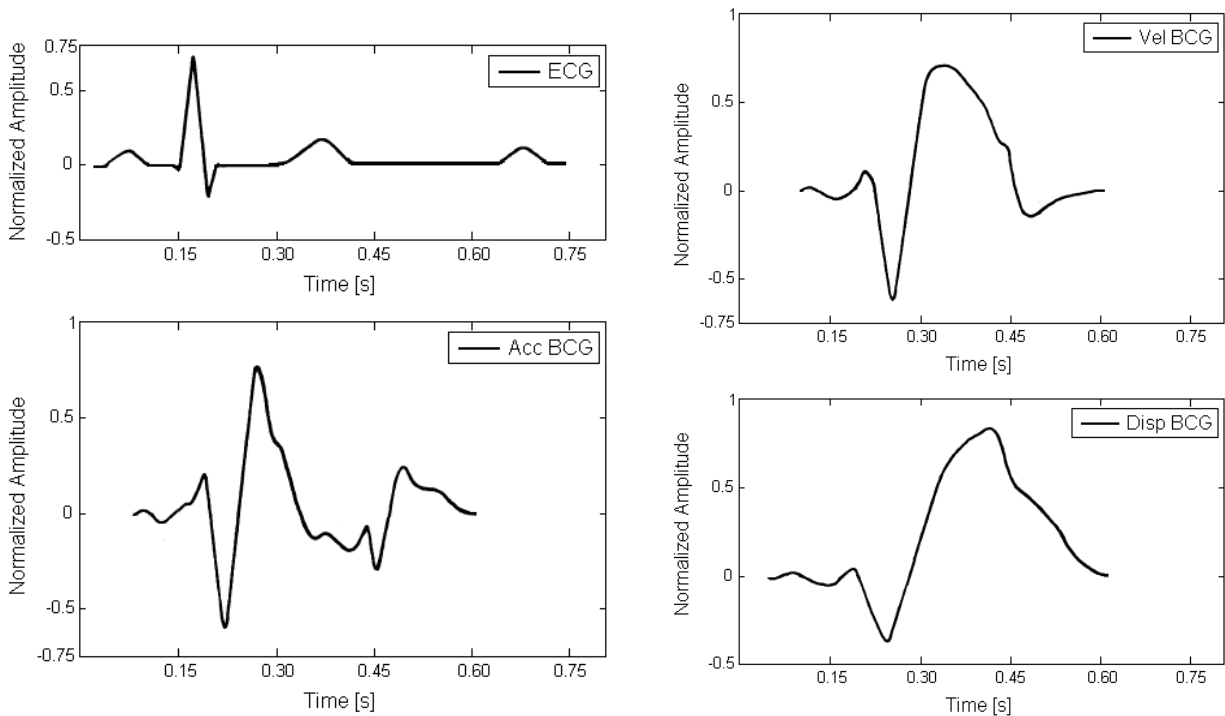 ECG
Normalized Amplitude
0.75
0.5
0
-0.5
0.15 0.30 0.45 0.60 0.75
Time [s]
Acc BCG
Normalized Amplitude
1
0.5
0
-0.5
-0.75
0.15 0.30 0.45 0.60 0.75
Time [s]
Vel BCG
Normalized Amplitude
1
0.5
0
-0.5
-0.75
0.15 0.30 0.45 0.60 0.75
Time [s]
Disp BCG
Normalized Amplitude
1
0.5
0
-0.5
0.15 0.30 0.45 0.60 0.75
Time [s]